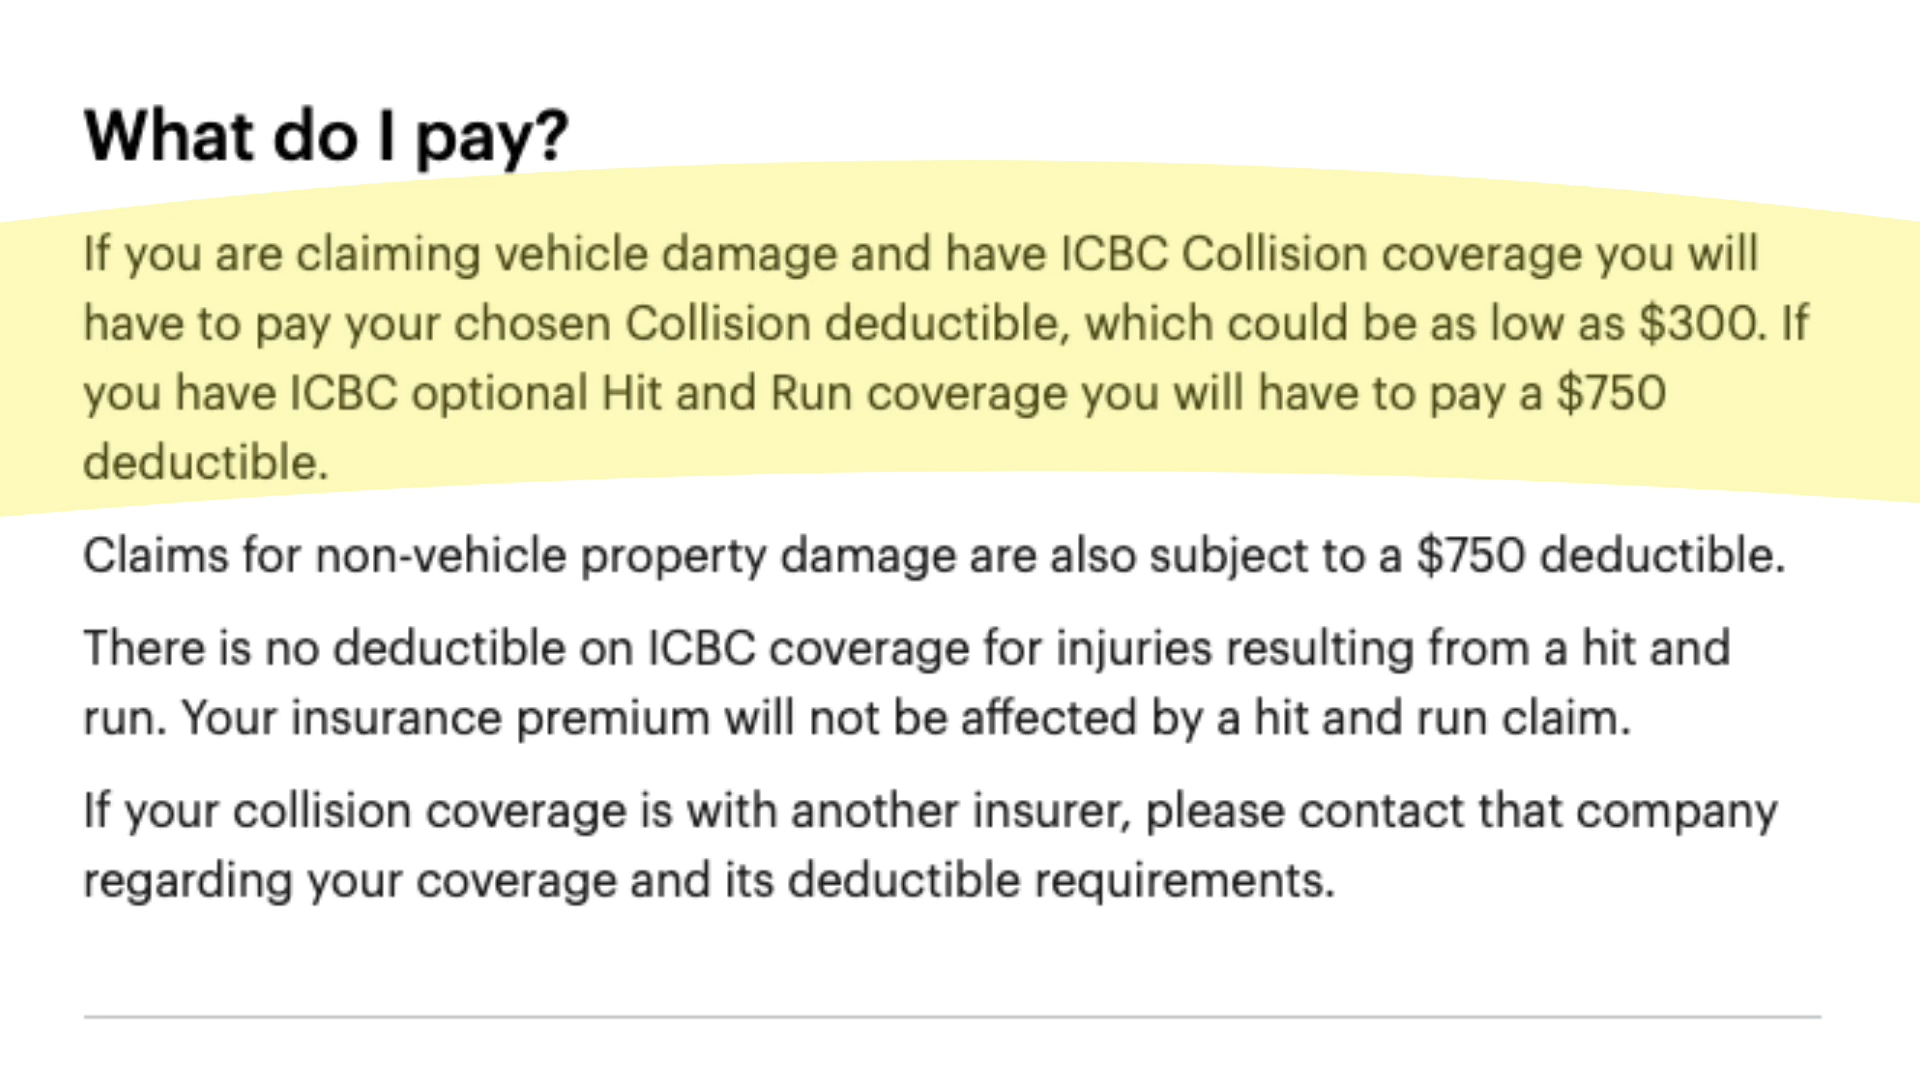 What do I pay?
If you are claiming vehicle damage and have ICBC Collision coverage you will
have to pay your chosen Collision deductible, which could be as low as $300. If
you have ICBC optional Hit and Run coverage you will have to pay a $750
deductible.
Claims for non-vehicle property damage are also subject to a $750 deductible.
There is no deductible on ICBC coverage for injuries resulting from a hit and
run. Your insurance premium will not be affected by a hit and run claim.
If your collision coverage is with another insurer, please contact that company
regarding your coverage and its deductible requirements.